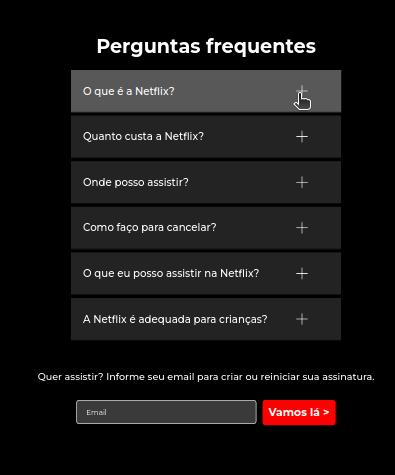 Perguntas frequentes
O que é a Netflix?
Quanto custa a Netflix?
Onde posso assistir?
Como faço para cancelar?
O que eu posso assistir na Netflix?
A Netflix é adequada para crianças?
Quer assistir? Informe seu email para criar ou reiniciar sua assinatura.
Email
Vamos lá >